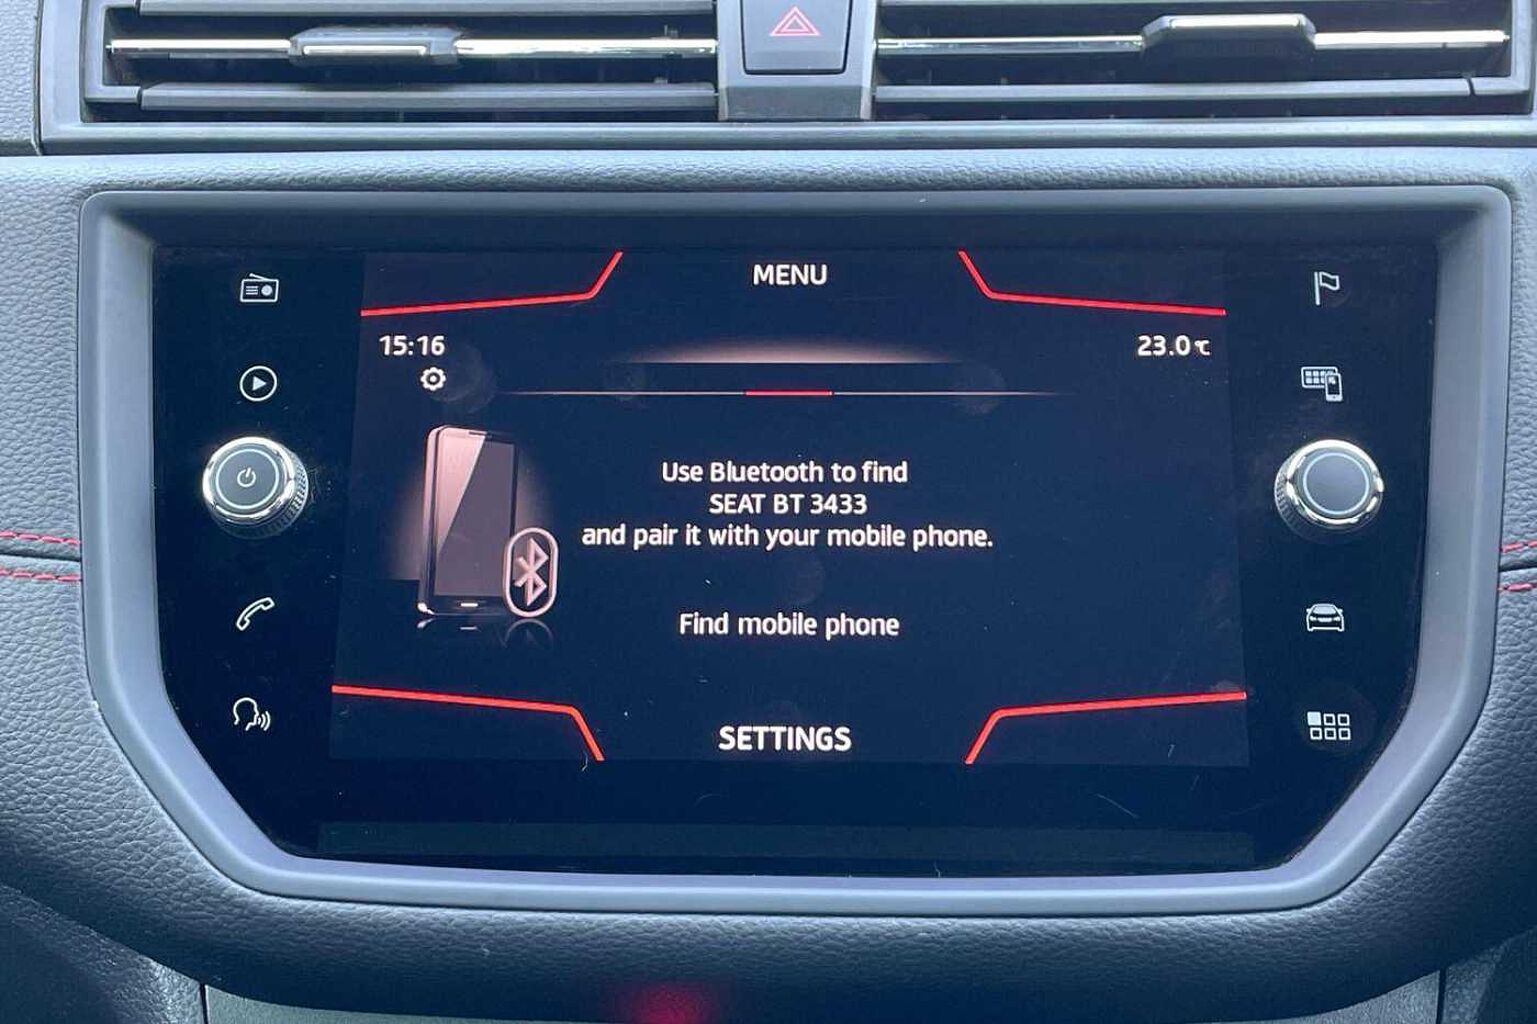 MENU
15:16
23.0℃
Use Bluetooth to find
SEAT BT 3433
and pair it with your mobile phone.
Find mobile phone
SETTINGS